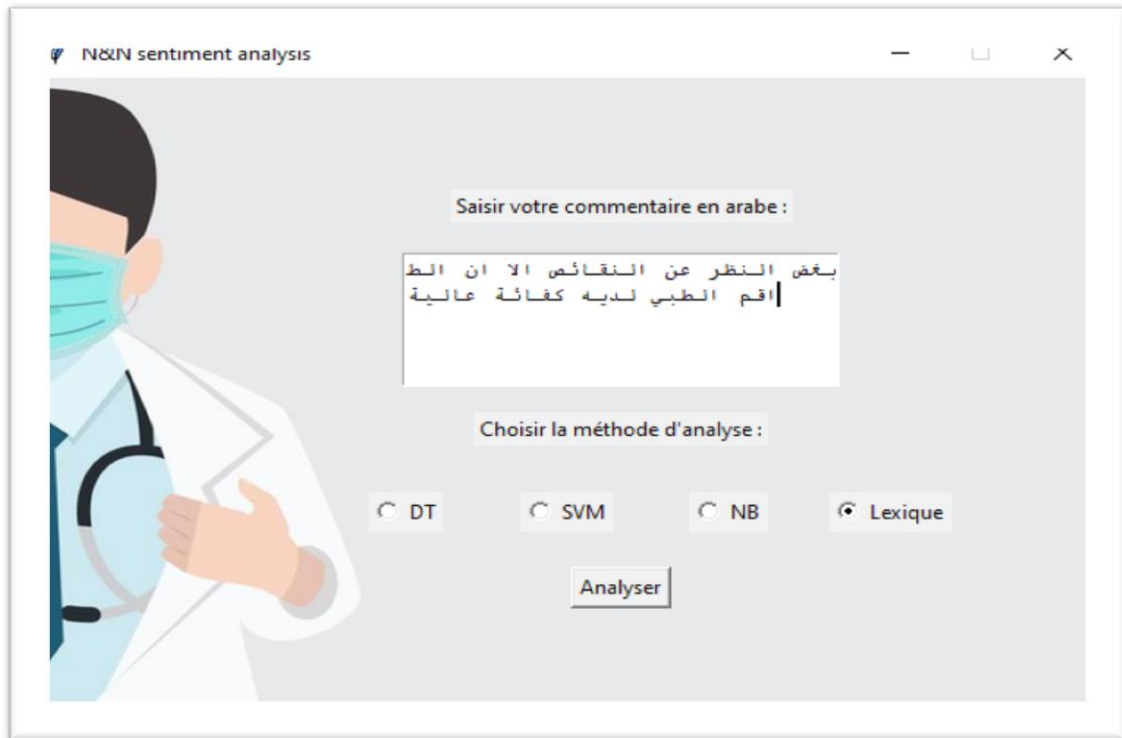 N&N sentiment analysis
Saisir votre commentaire en arabe :
بغض النظر عن النقائص الا ان الط
اقم الطبي لديه كفائة عالية
Choisir la méthode d'analyse :
DT SVM NB Lexique
Analyser